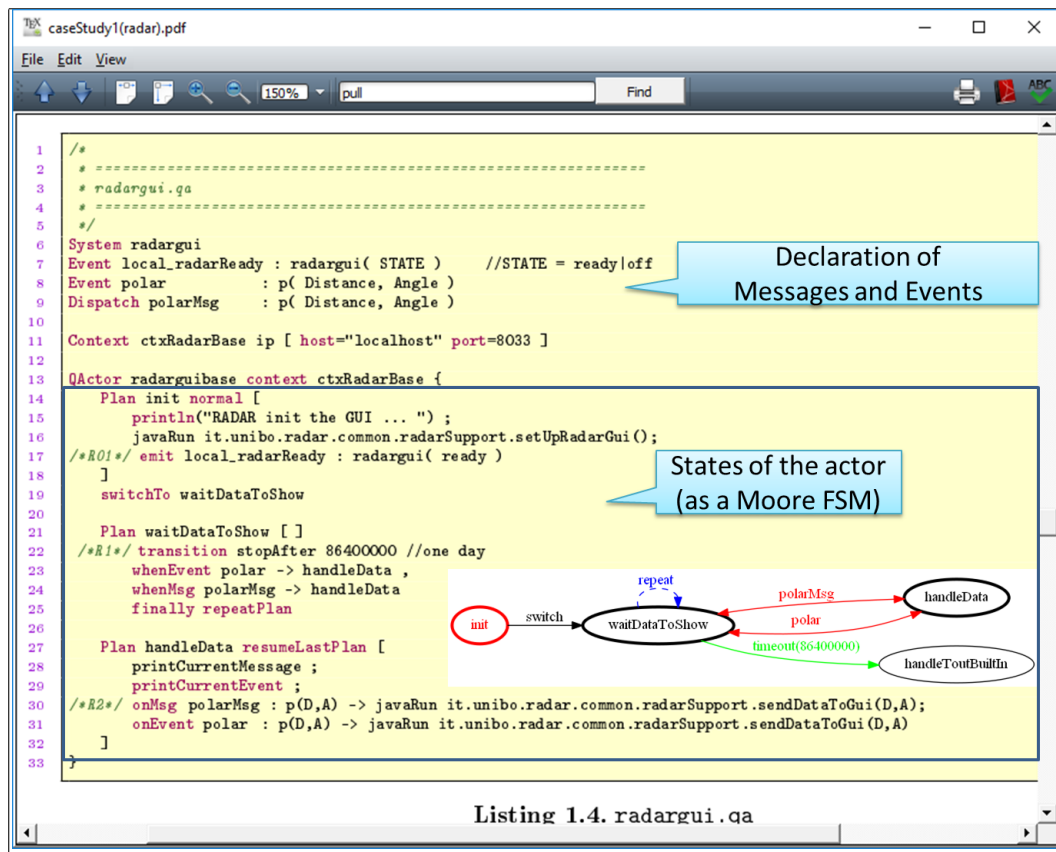 TEX caseStudy1(radar).pdf
File Edit View
150% pull Find ABC
1 /*
2 * ==============================================================
3 * radargui.qa
4 * ==============================================================
5 */
6 System radargui
7 Event local_radarReady : radargui( STATE ) //STATE = ready|off
8 Event polar : p( Distance, Angle )
9 Dispatch polarMsg : p( Distance, Angle )
Declaration of
Messages and Events
10
11 Context ctxRadarBase ip [ host="localhost" port=8033 ]
12
13 QActor radarguibase context ctxRadarBase {
14 Plan init normal [
15 println("RADAR init the GUI ... ") ;
16 javaRun it.unibo.radar.common.radarSupport.setUpRadarGui();
17 /*R01*/ emit local_radarReady : radargui( ready )
18 ]
19 switchTo waitDataToShow
States of the actor
(as a Moore FSM)
20
21 Plan waitDataToShow [ ]
22 /*R1*/ transition stopAfter 86400000 //one day
23 whenEvent polar -> handleData ,
24 whenMsg polarMsg -> handleData
25 finally repeatPlan
26
27 Plan handleData resumeLastPlan [
28 printCurrentMessage ;
29 printCurrentEvent ;
30 /*R2*/ onMsg polarMsg : p(D,A) -> javaRun it.unibo.radar.common.radarSupport.sendDataToGui(D,A);
31 onEvent polar : p(D,A) -> javaRun it.unibo.radar.common.radarSupport.sendDataToGui(D,A)
32 ]
33 }
repeat
init switch waitDataToShow
polarMsg
polar
handleData
timeout(86400000)
handleToutBuiltIn
Listing 1.4. radargui.qa